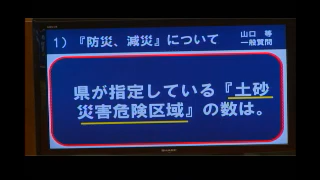 1）『防災、減災』について
山口 等
一般質問
県が指定している『土砂
災害危険区域』の数は。
SHARP